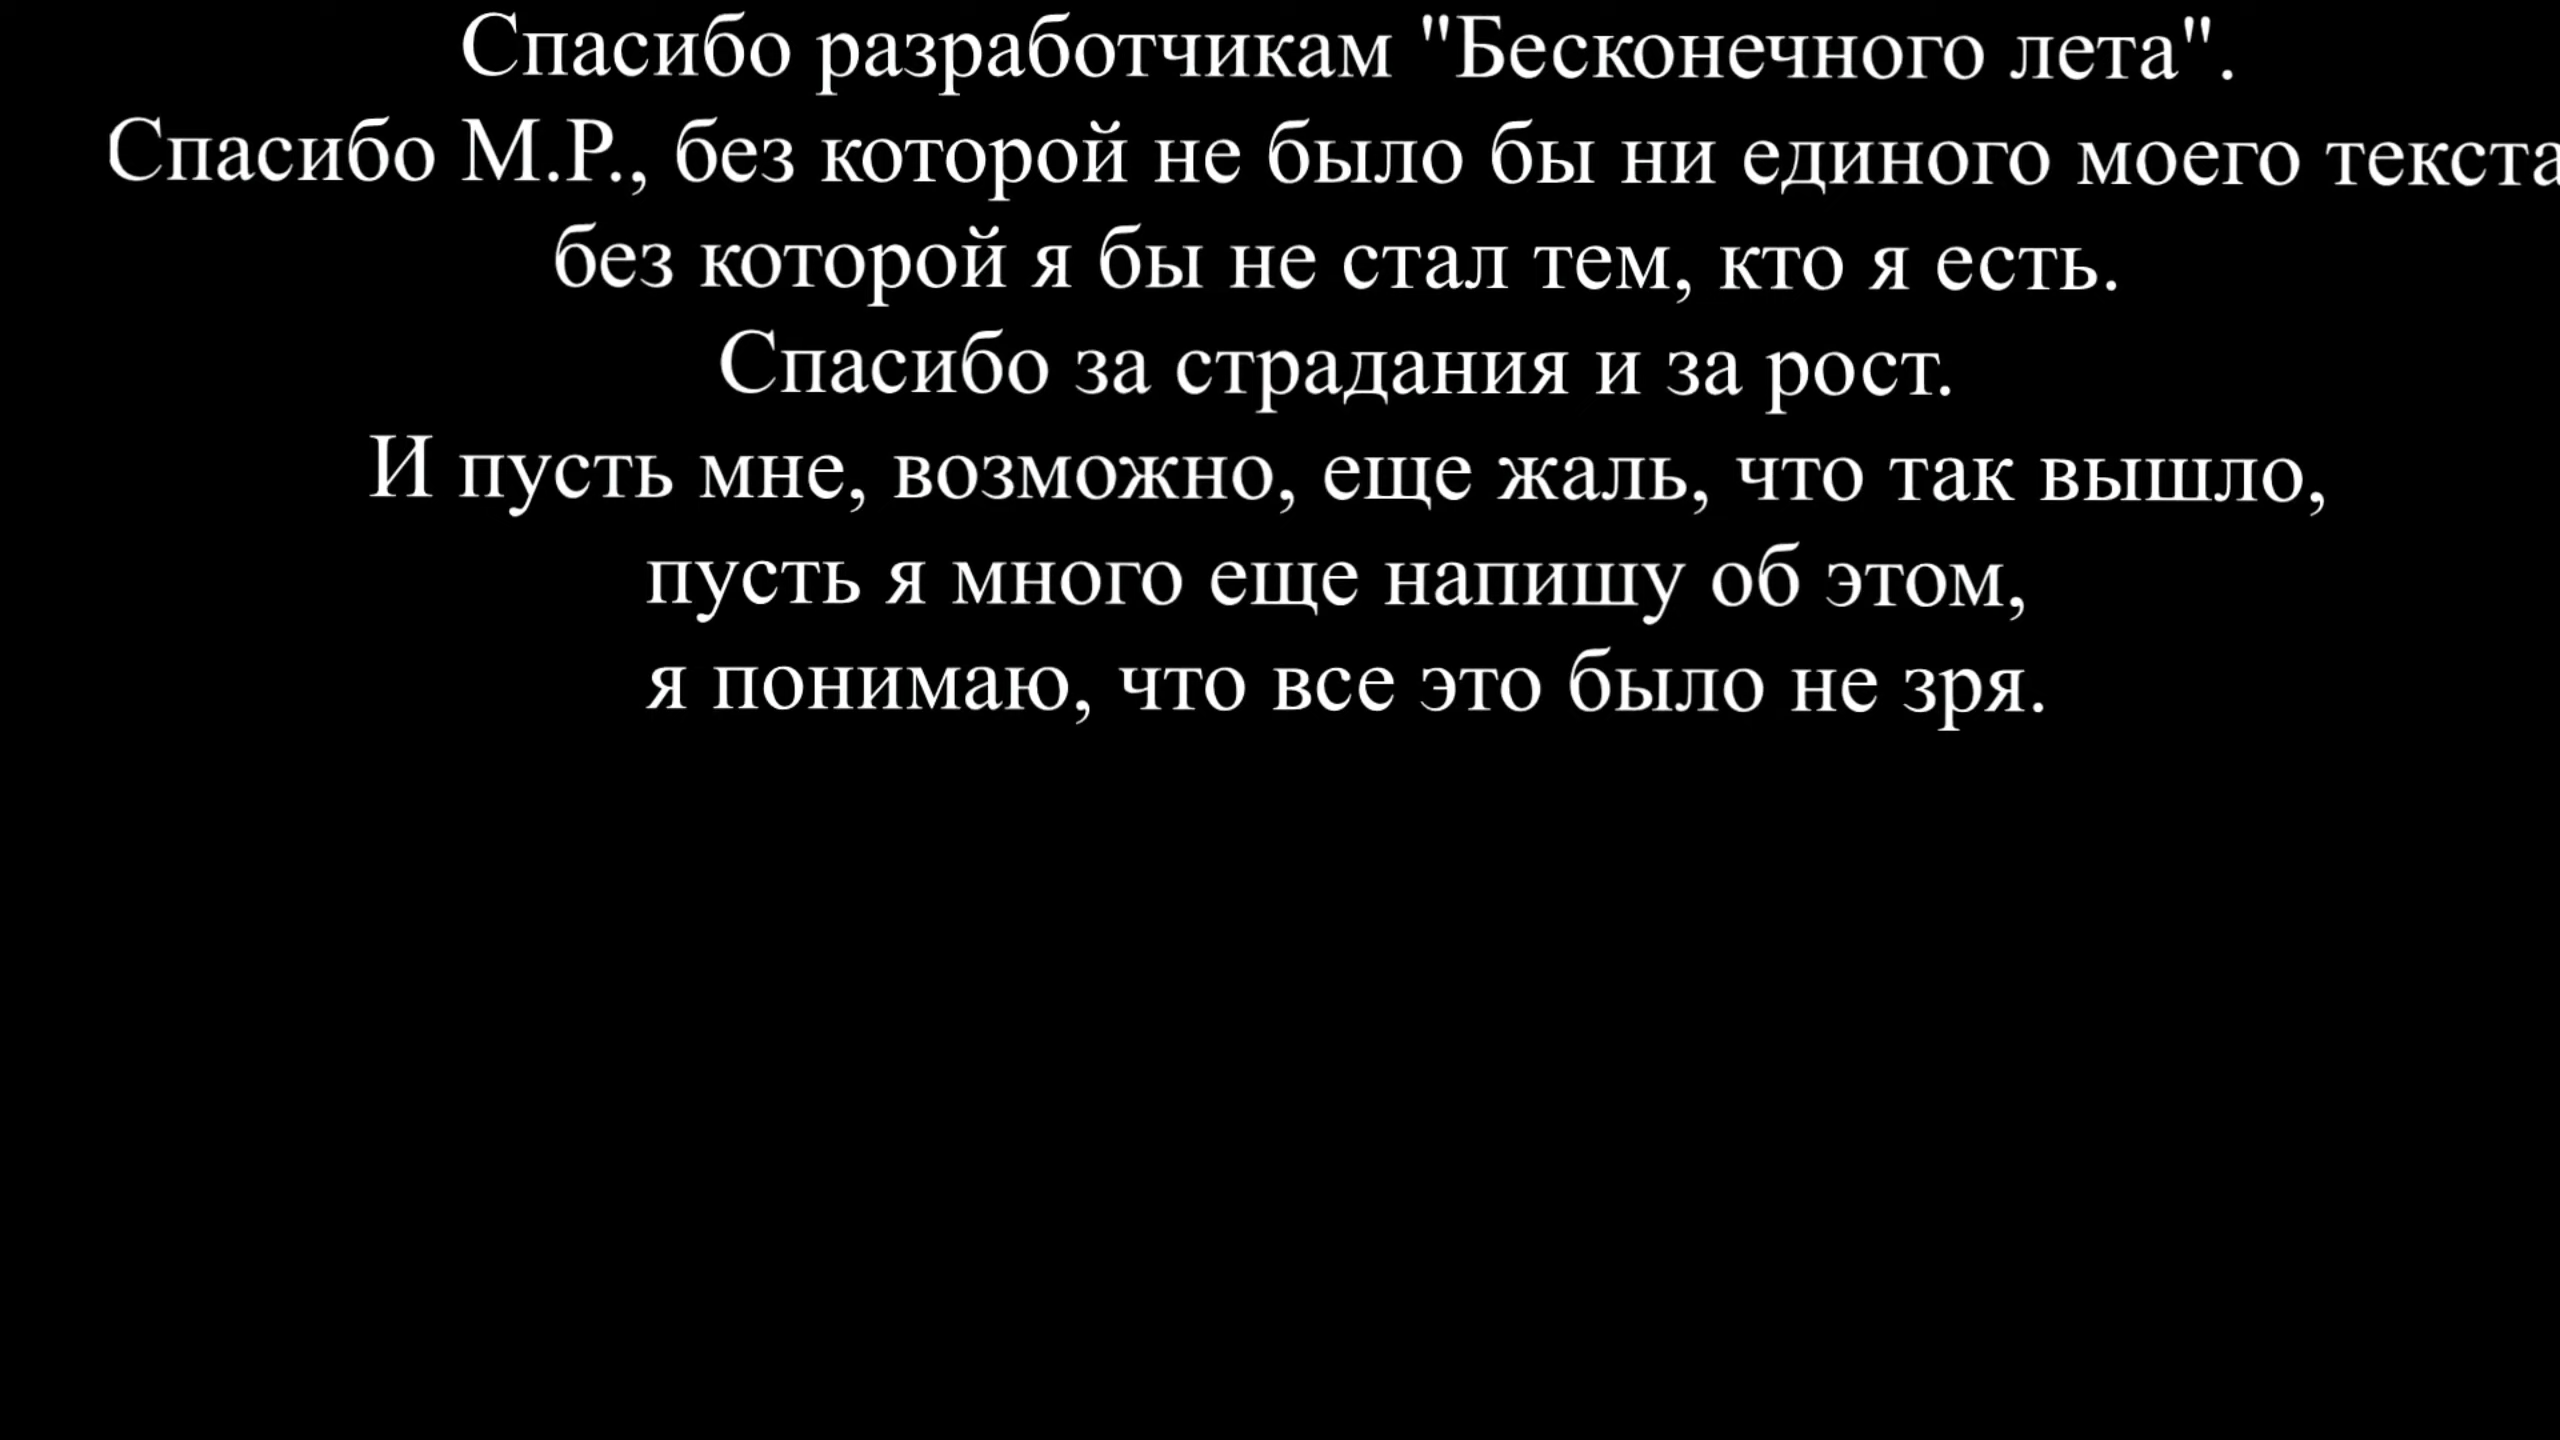 Спасибо разработчикам "Бесконечного лета".
Спасибо М.Р., без которой не было бы ни единого моего текста
без которой я бы не стал тем, кто я есть.
Спасибо за страдания и за рост.
И пусть мне, возможно, еще жаль, что так вышло,
пусть я много еще напишу об этом,
я понимаю, что все это было не зря.